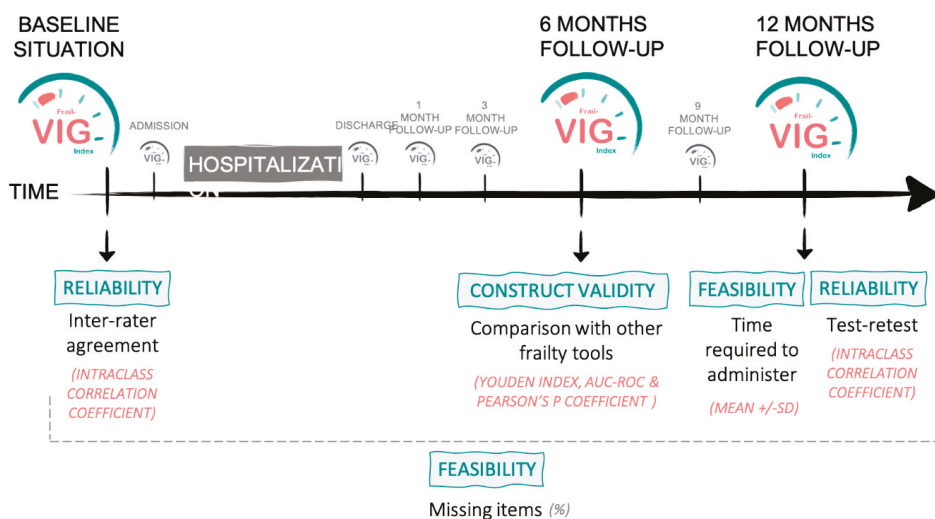 BASELINE
SITUATION
6 MONTHS
FOLLOW-UP
12 MONTHS
FOLLOW-UP
Frail-
VIG
Index
ADMISSION
VIG
HOSPITALIZATI
ON
DISCHARGE
VIG
1
MONTH
FOLLOW-UP
VIG
3
MONTH
FOLLOW-UP
VIG
Frail-
VIG
Index
9
MONTH
FOLLOW-UP
VIG
Frail-
VIG
Index
TIME
RELIABILITY
Inter-rater
agreement
(INTRACLASS
CORRELATION
COEFFICIENT)
CONSTRUCT VALIDITY
Comparison with other
frailty tools
(YOUDEN INDEX, AUC-ROC &
PEARSON'S P COEFFICIENT )
FEASIBILITY
Time
required to
administer
(MEAN +/-SD)
RELIABILITY
Test-retest
(INTRACLASS
CORRELATION
COEFFICIENT)
FEASIBILITY
Missing items (%)